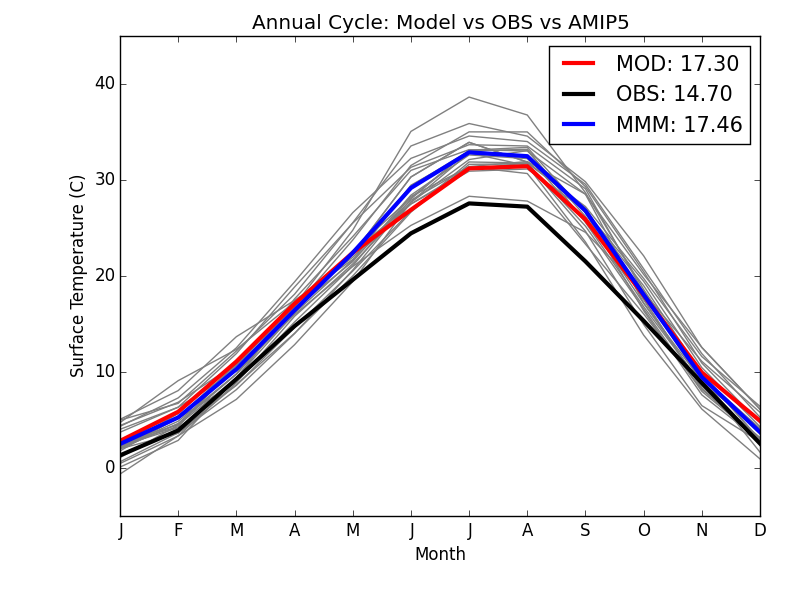 Annual Cycle: Model vs OBS vs AMIP5
MOD: 17.30
OBS: 14.70
MMM: 17.46
Surface Temperature (C)
40
30
20
10
0
J F M A M J J A S O N D
Month